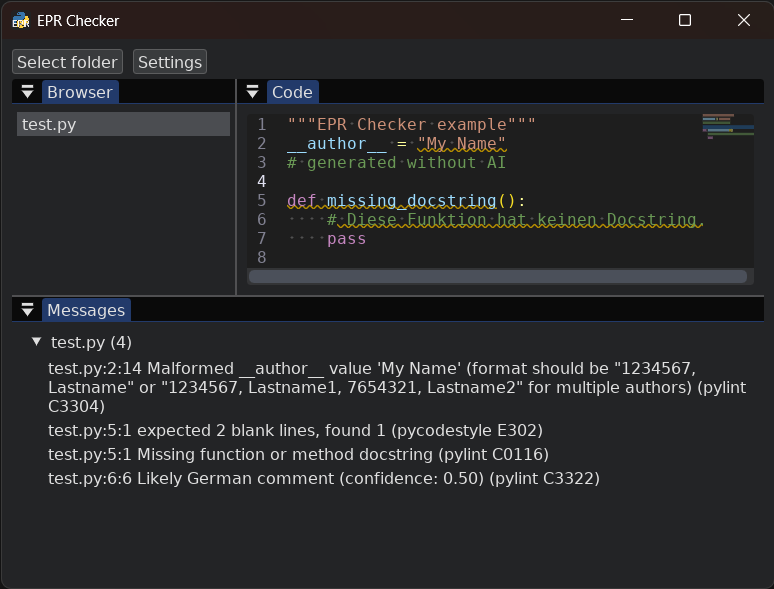 EPR Checker
Select folder Settings
Browser
test.py
Code
1 """EPR Checker example"""
2 __author__ = "My Name"
3 # generated without AI
4
5 def missing_docstring():
6 # Diese Funktion hat keinen Docstring.
7 pass
8
Messages
test.py (4)
test.py:2:14 Malformed __author__ value 'My Name' (format should be "1234567,
Lastname" or "1234567, Lastname1, 7654321, Lastname2" for multiple authors) (pylint
C3304)
test.py:5:1 expected 2 blank lines, found 1 (pycodestyle E302)
test.py:5:1 Missing function or method docstring (pylint C0116)
test.py:6:6 Likely German comment (confidence: 0.50) (pylint C3322)